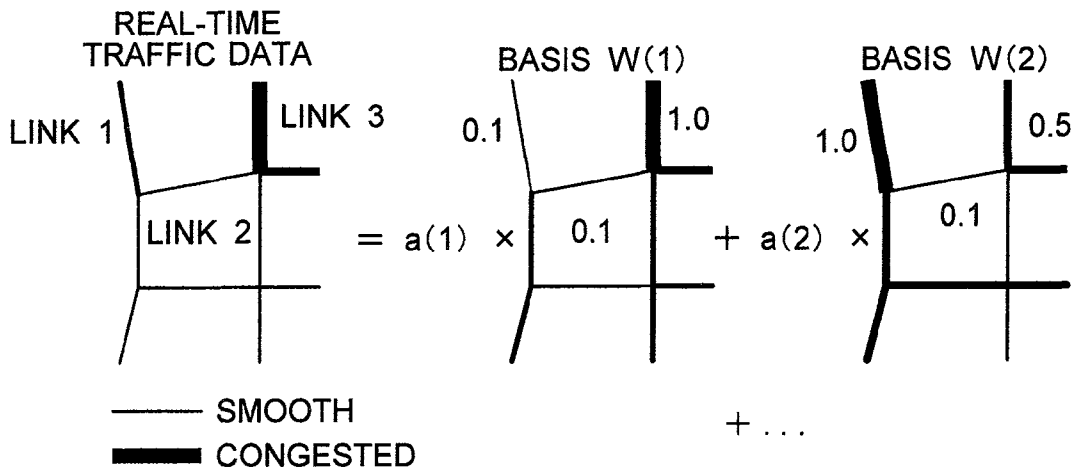 REAL-TIME
TRAFFIC DATA
LINK 1
LINK 3
LINK 2
= a(1) ×
BASIS W(1)
0.1
1.0
0.1
+ a(2) ×
BASIS W(2)
1.0
0.5
0.1
+ ...
SMOOTH
CONGESTED